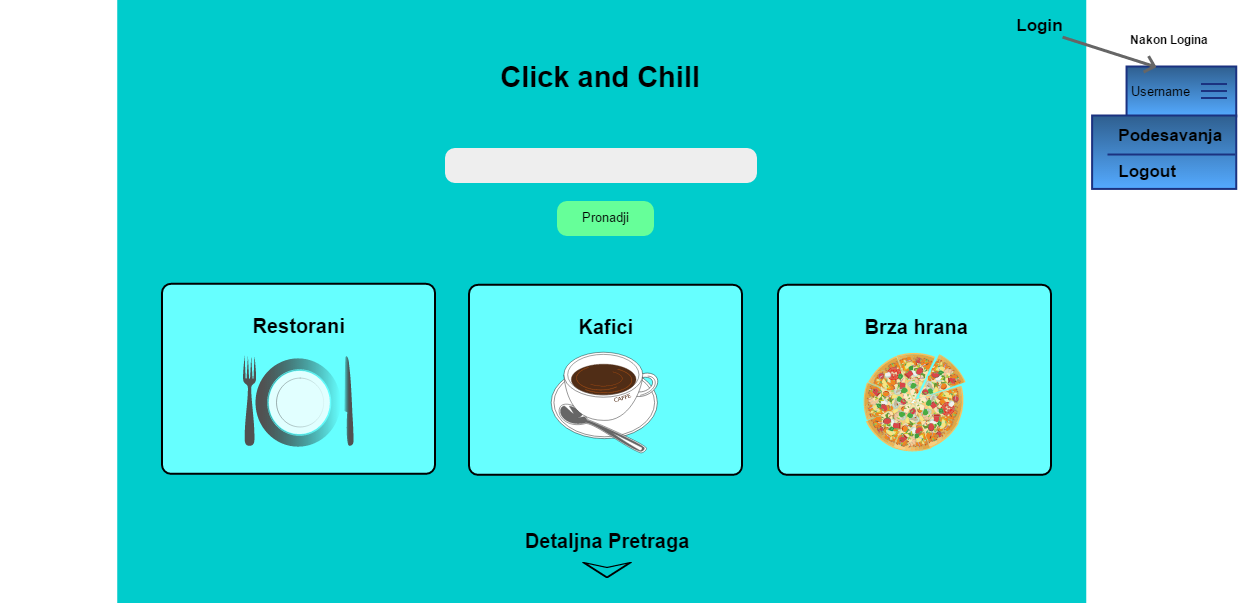 Login
Nakon Logina
Click and Chill
Username
Podesavanja
Logout
Pronadji
Restorani
Kafici
Brza hrana
CAFFE
Detaljna Pretraga